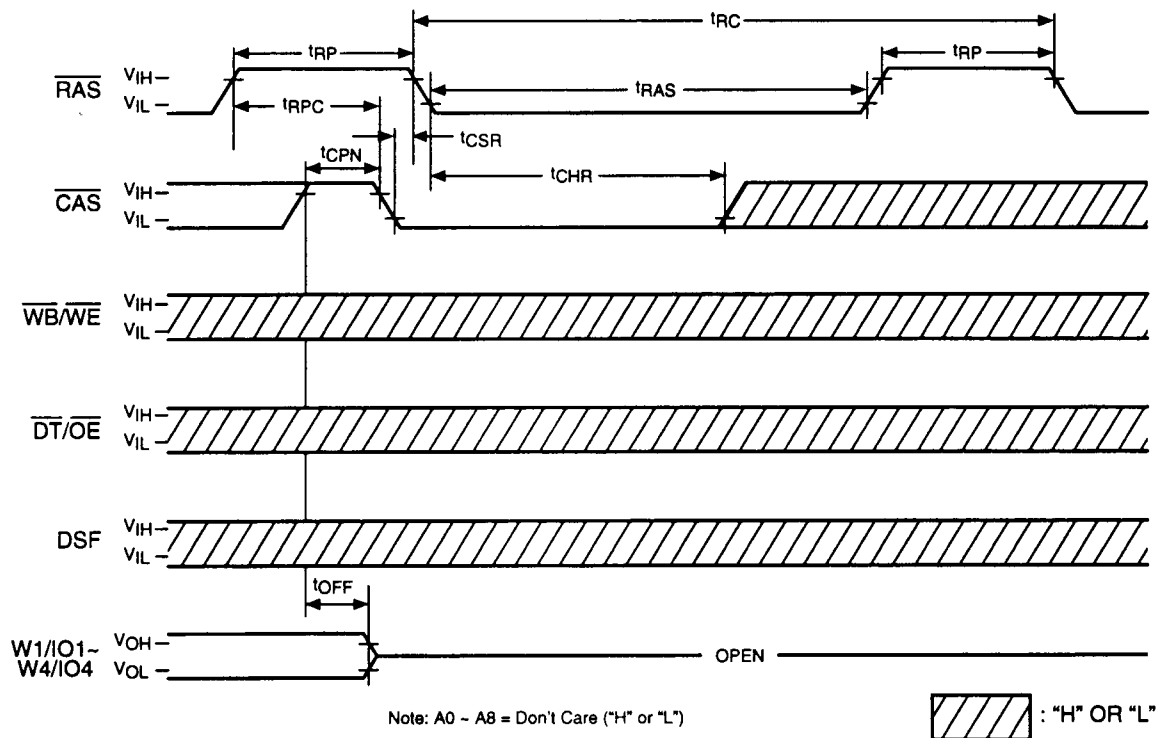 tRC
tRP
tRP
RAS
VIH
VIL
tRAS
tRPC
tCSR
tCPN
tCHR
CAS
VIH
VIL
WB/WE
VIH
VIL
DT/OE
VIH
VIL
DSF
VIH
VIL
tOFF
W1/IO1~
W4/IO4
VOH
VOL
OPEN
Note: A0 ~ A8 = Don't Care ("H" or "L")
: "H" OR "L"